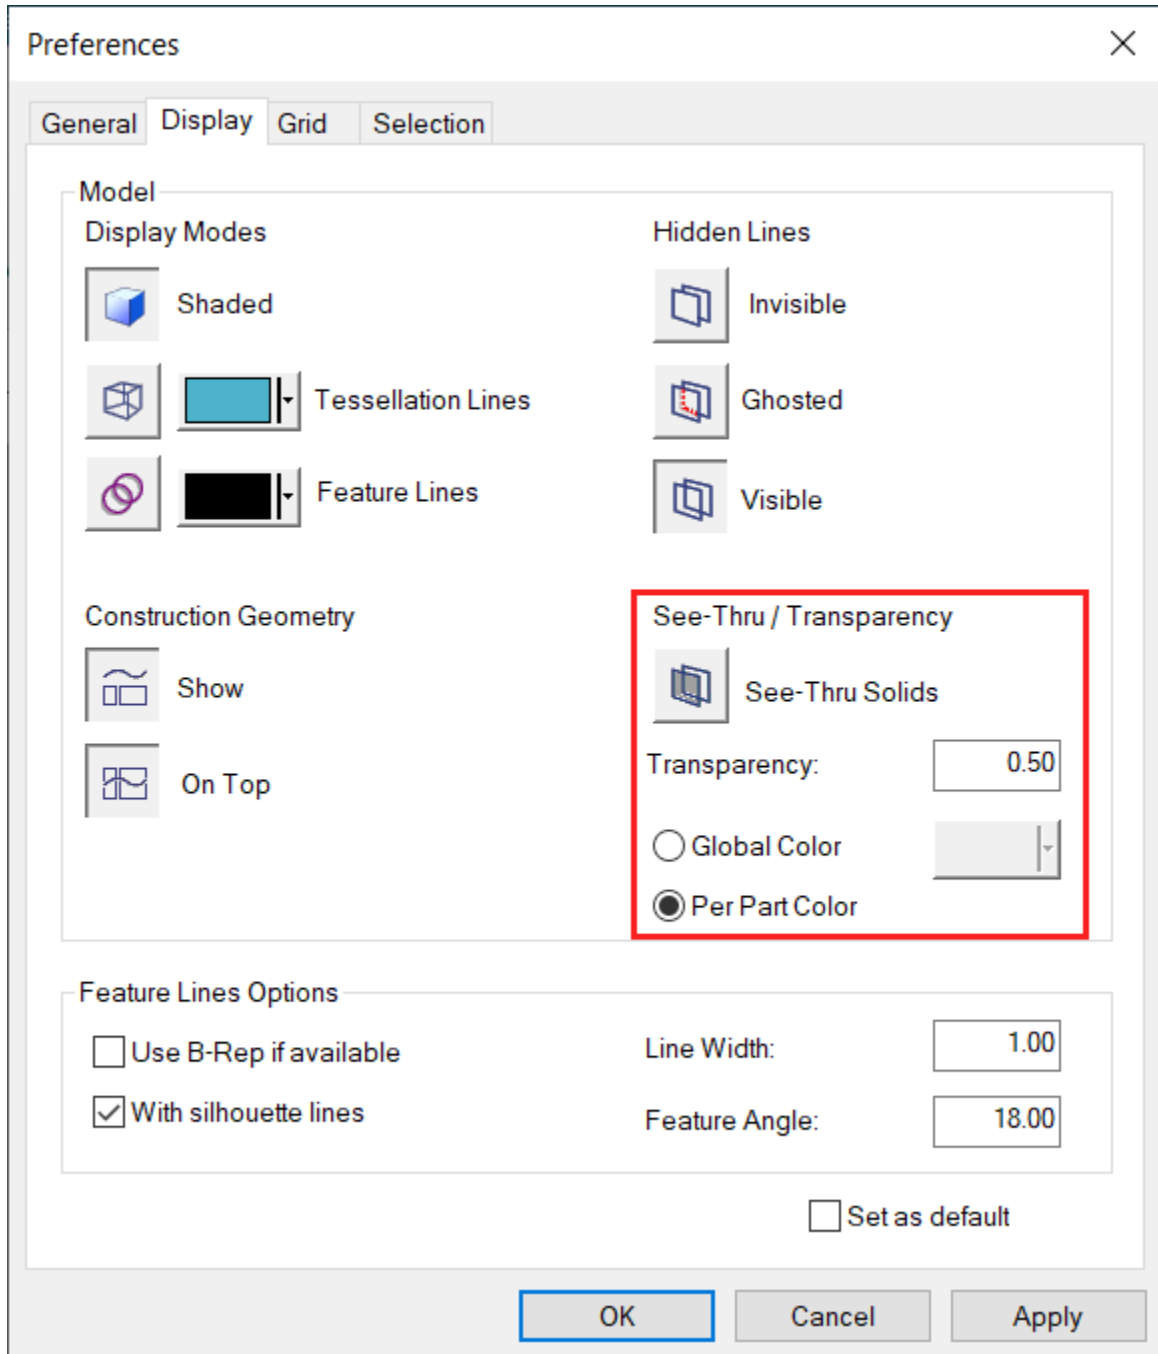 Preferences
General Display Grid Selection
Model
Display Modes
Shaded
Tessellation Lines
Feature Lines
Hidden Lines
Invisible
Ghosted
Visible
Construction Geometry
Show
On Top
See-Thru / Transparency
See-Thru Solids
Transparency: 0.50
Global Color
Per Part Color
Feature Lines Options
Use B-Rep if available
With silhouette lines
Line Width: 1.00
Feature Angle: 18.00
Set as default
OK Cancel Apply